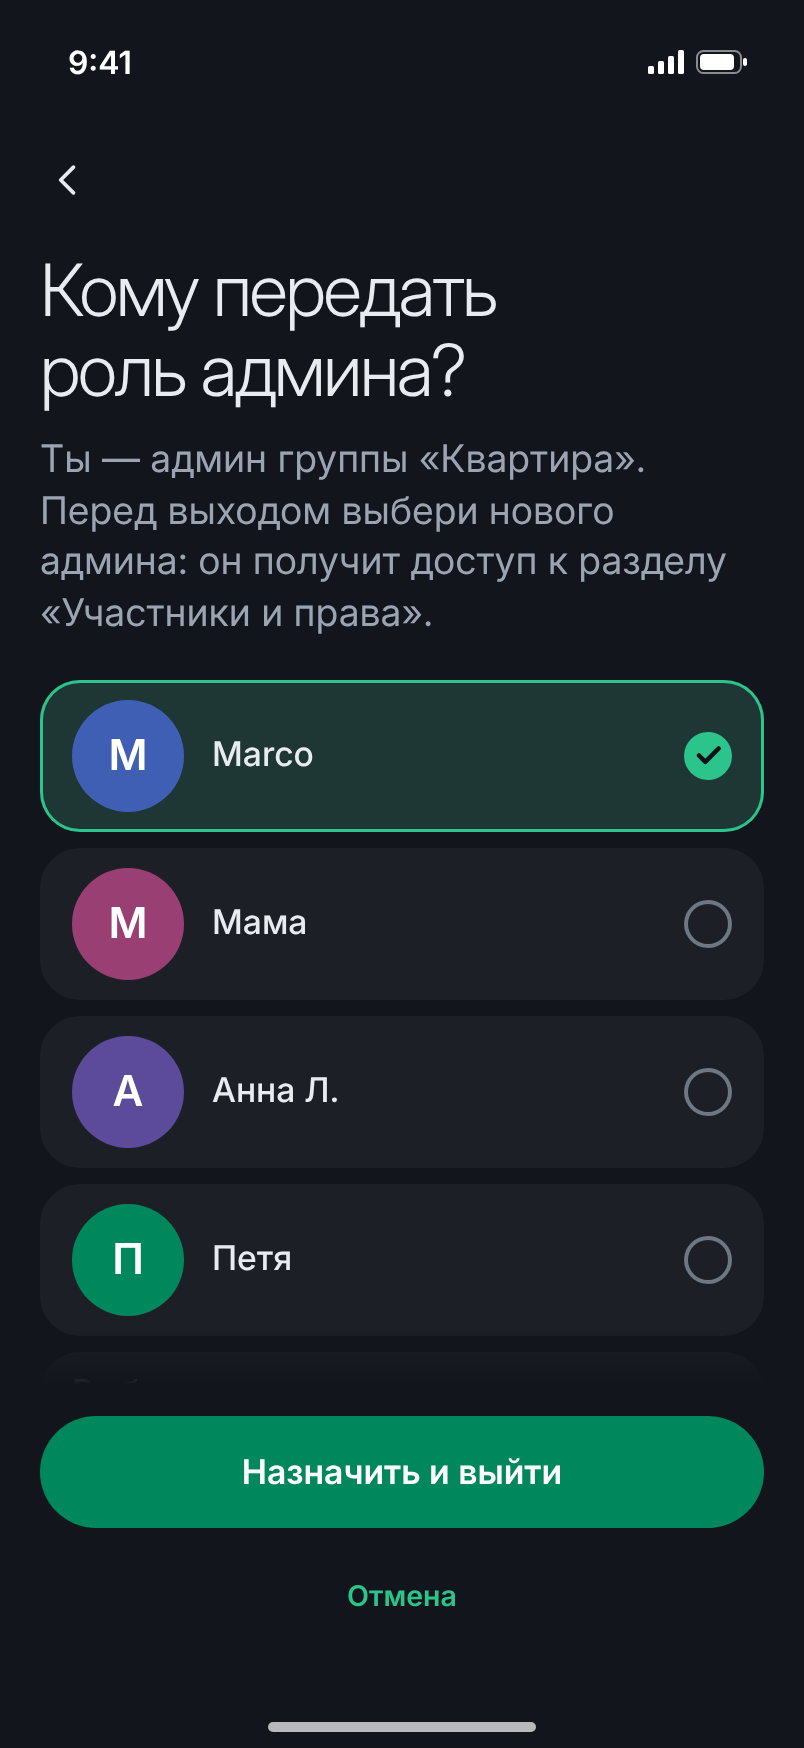 9:41
Кому передать
роль админа?
Ты — админ группы «Квартира».
Перед выходом выбери нового
админа: он получит доступ к разделу
«Участники и права».
M
Marco
М
Мама
А
Анна Л.
П
Петя
Назначить и выйти
Отмена